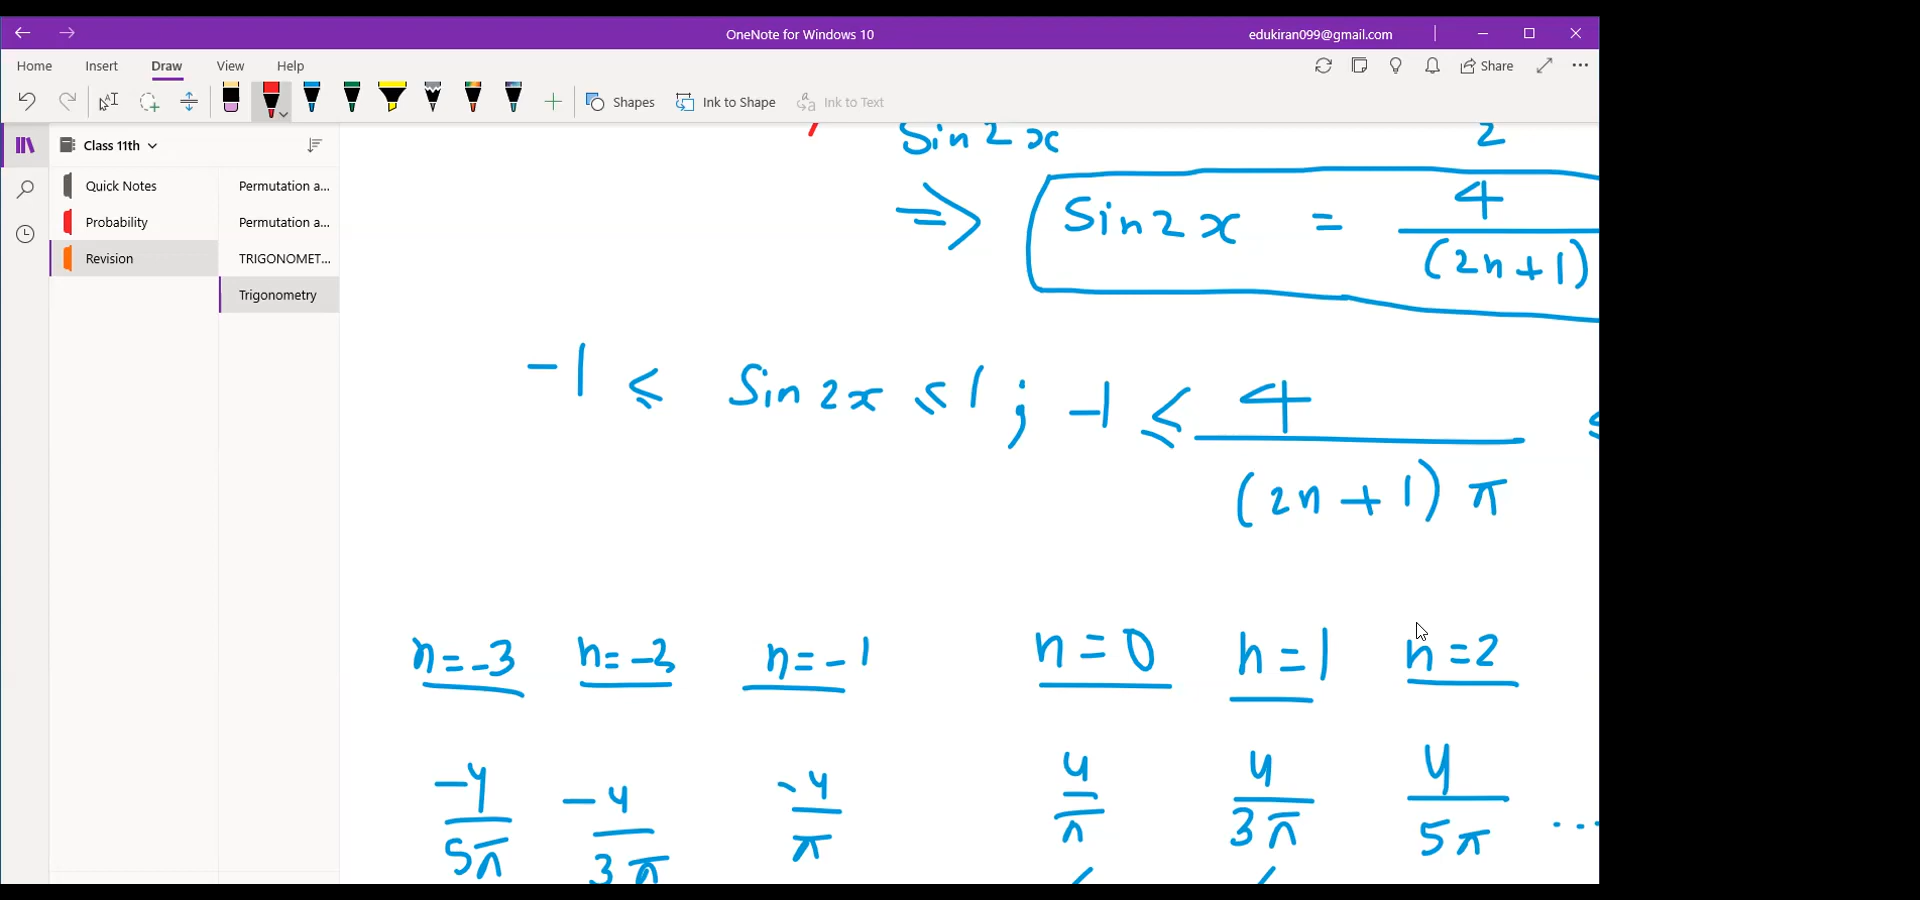 OneNote for Windows 10
edukiran099@gmail.com
Home Insert Draw View Help
Share
Shapes Ink to Shape Ink to Text
Class 11th
Quick Notes
Probability
Revision
Permutation a...
Permutation a...
TRIGONOMET...
Trigonometry
Sin 2x 2
=> Sin 2x = 4
(2n+1)
-1 ≤ Sin 2x ≤ 1 ; -1 ≤ 4 ≤
(2n+1) π
n=-3 n=-2 n=-1 n=0 n=1 n=2
-4 -4 -4 4 4 4
5π 3π π π 3π 5π ...